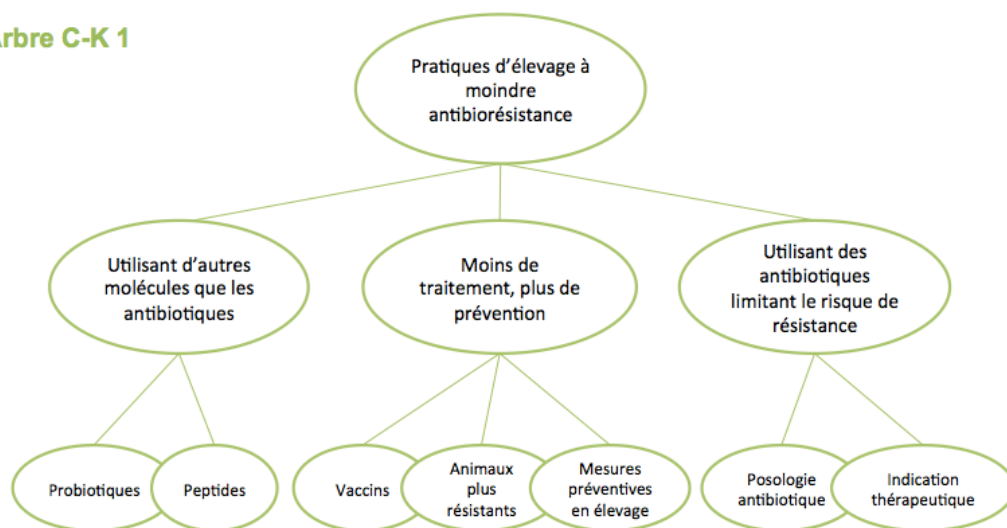 Arbre C-K 1
Pratiques d'élevage à
moindre
antibiorésistance
Utilisant d'autres
molécules que les
antibiotiques
Moins de
traitement, plus de
prévention
Utilisant des
antibiotiques
limitant le risque de
résistance
Probiotiques
Peptides
Vaccins
Animaux
plus
résistants
Mesures
préventives
en élevage
Posologie
antibiotique
Indication
thérapeutique